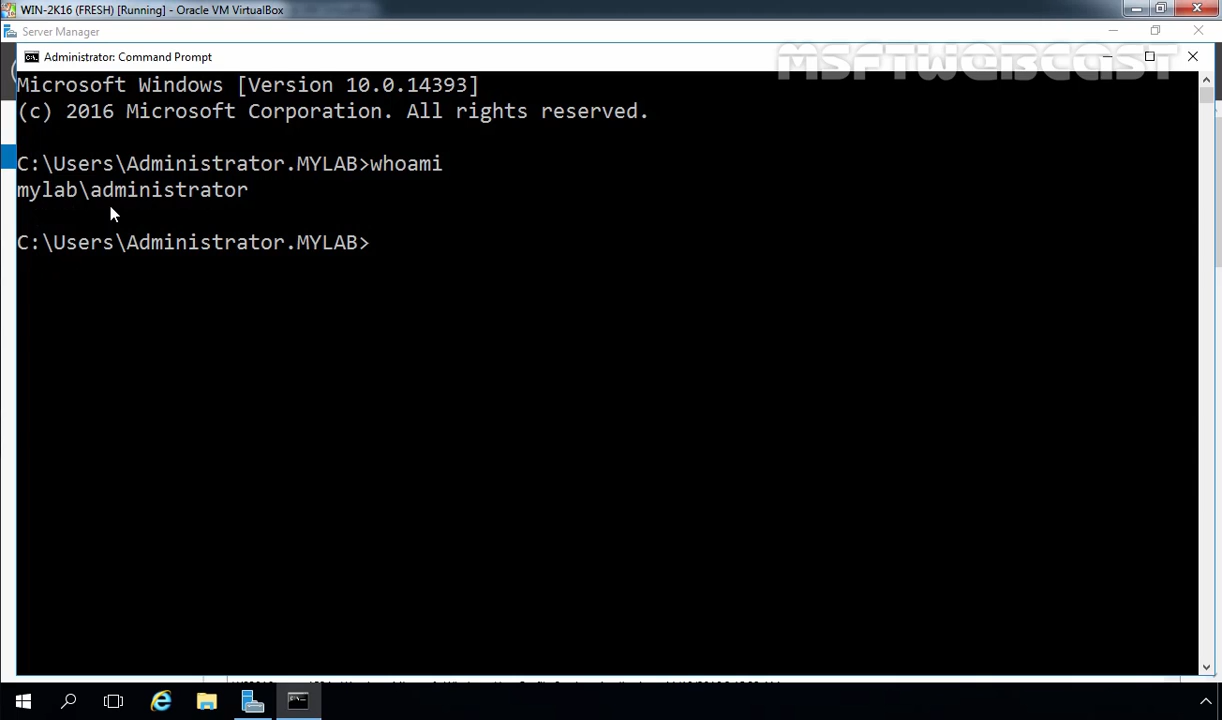 WIN-2K16 (FRESH) [Running] - Oracle VM VirtualBox
Server Manager
Administrator: Command Prompt
MSFTWEBCAST
Microsoft Windows [Version 10.0.14393]
(c) 2016 Microsoft Corporation. All rights reserved.
C:\Users\Administrator.MYLAB>whoami
mylab\administrator
C:\Users\Administrator.MYLAB>